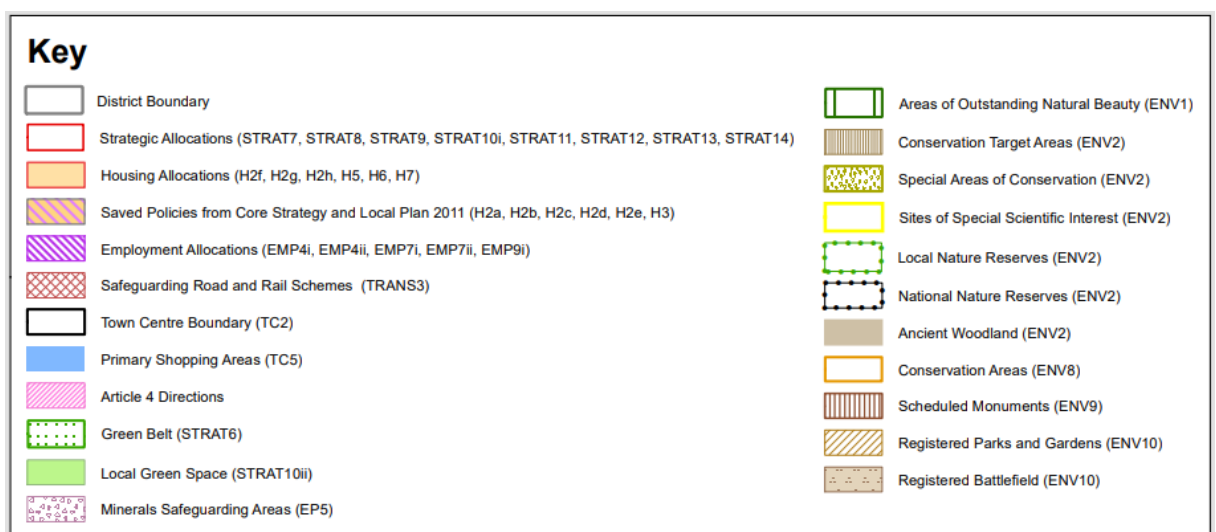 Key
District Boundary
Strategic Allocations (STRAT7, STRAT8, STRAT9, STRAT10i, STRAT11, STRAT12, STRAT13, STRAT14)
Housing Allocations (H2f, H2g, H2h, H5, H6, H7)
Saved Policies from Core Strategy and Local Plan 2011 (H2a, H2b, H2c, H2d, H2e, H3)
Employment Allocations (EMP4i, EMP4ii, EMP7i, EMP7ii, EMP9i)
Safeguarding Road and Rail Schemes (TRANS3)
Town Centre Boundary (TC2)
Primary Shopping Areas (TC5)
Article 4 Directions
Green Belt (STRAT6)
Local Green Space (STRAT10ii)
Minerals Safeguarding Areas (EP5)
Areas of Outstanding Natural Beauty (ENV1)
Conservation Target Areas (ENV2)
Special Areas of Conservation (ENV2)
Sites of Special Scientific Interest (ENV2)
Local Nature Reserves (ENV2)
National Nature Reserves (ENV2)
Ancient Woodland (ENV2)
Conservation Areas (ENV8)
Scheduled Monuments (ENV9)
Registered Parks and Gardens (ENV10)
Registered Battlefield (ENV10)